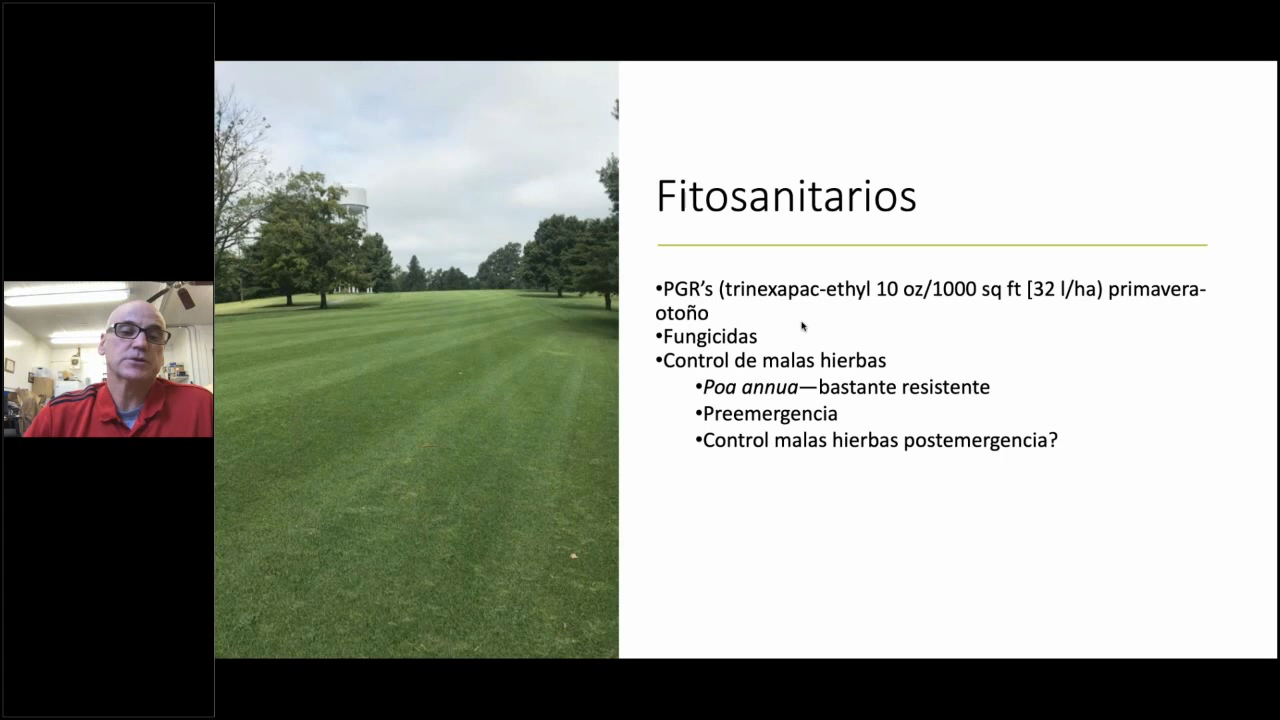 Fitosanitarios
•PGR’s (trinexapac-ethyl 10 oz/1000 sq ft [32 l/ha) primavera-
otoño
•Fungicidas
•Control de malas hierbas
•Poa annua—bastante resistente
•Preemergencia
•Control malas hierbas postemergencia?